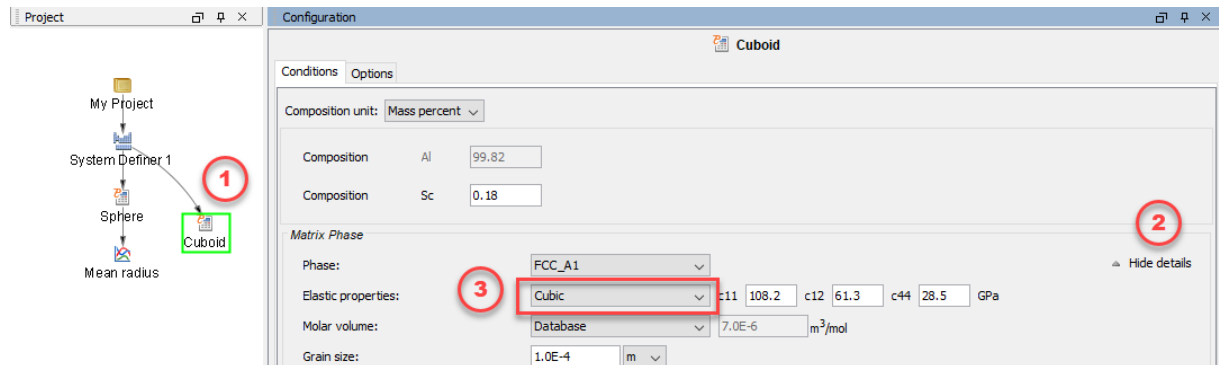 Project
Configuration
Cuboid
Conditions Options
My Project
Composition unit: Mass percent
System Definer 1
Composition Al 99.82
1
Composition Sc 0.18
Sphere
Cuboid
2
Matrix Phase
Mean radius
Phase: FCC_A1 Hide details
3
Elastic properties: Cubic c11 108.2 c12 61.3 c44 28.5 GPa
Molar volume: Database 7.0E-6 m³/mol
Grain size: 1.0E-4 m